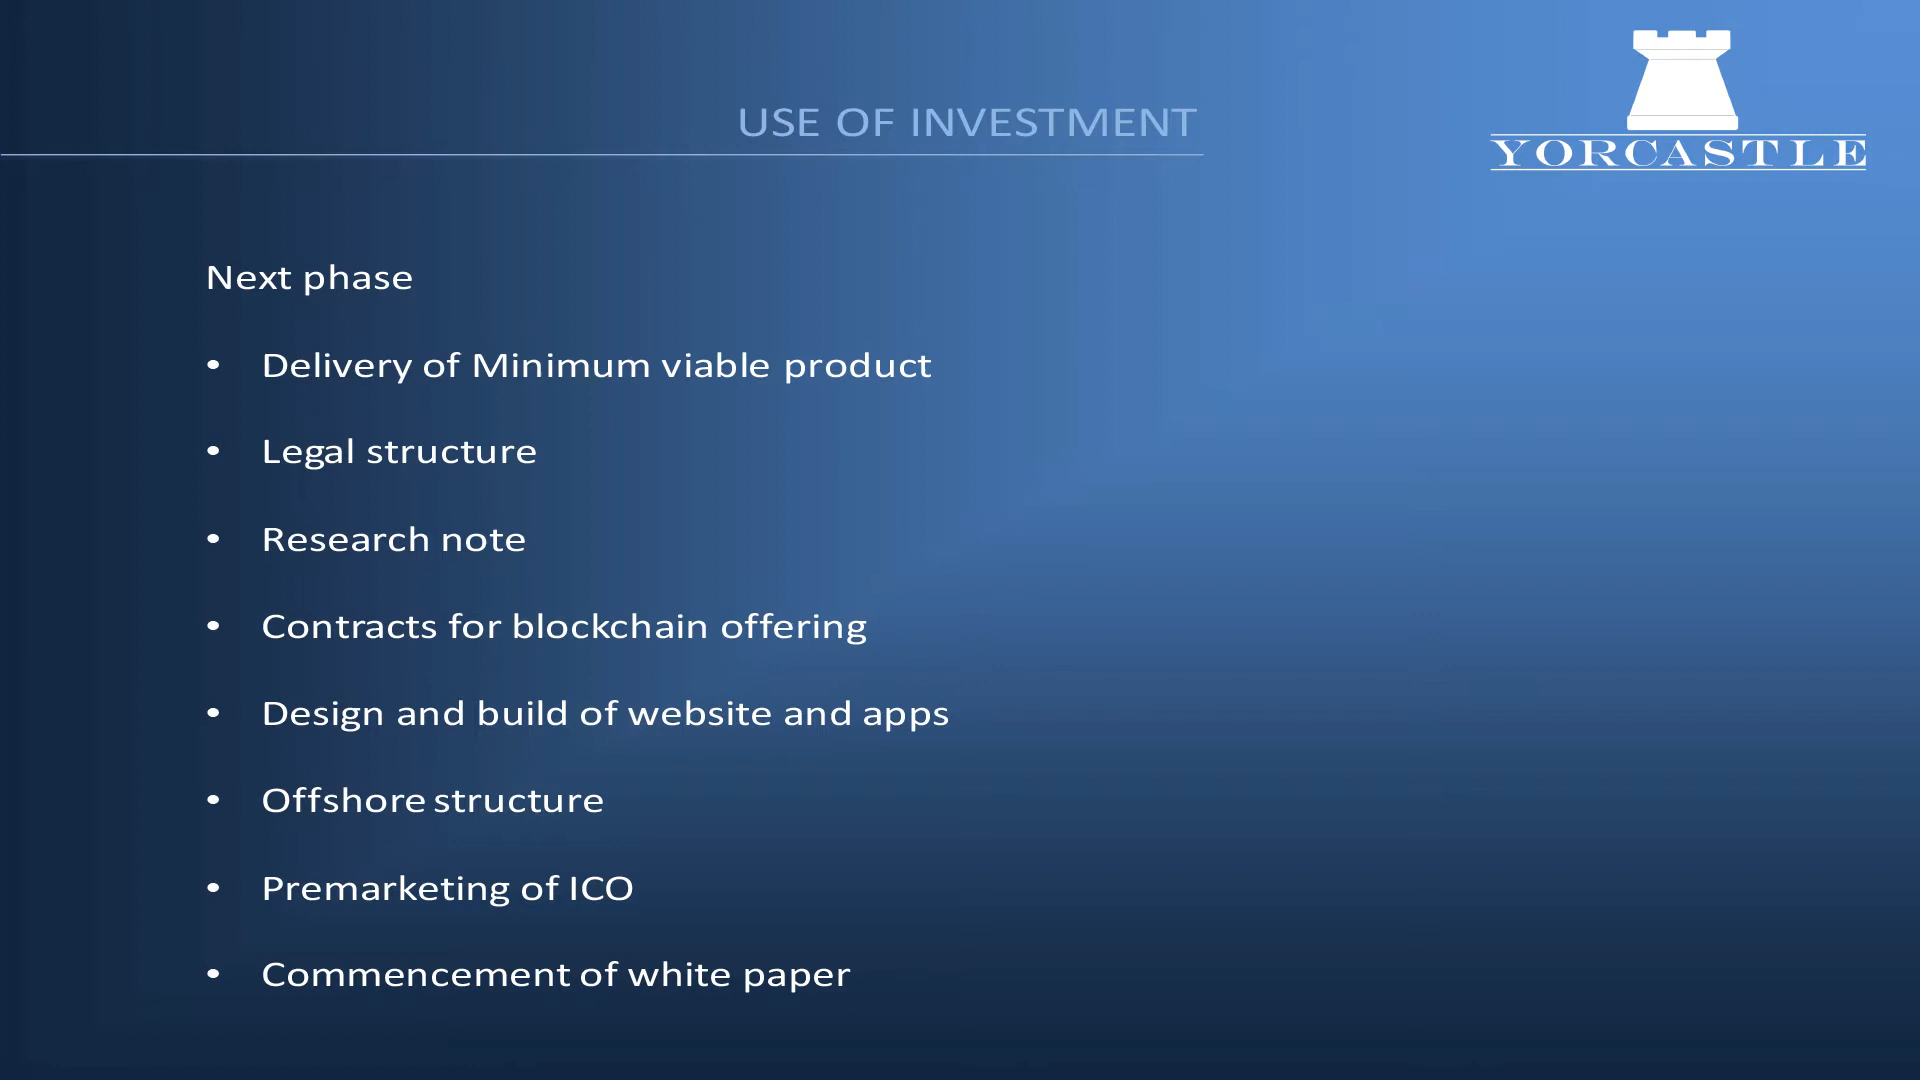 USE OF INVESTMENT
YORCASTLE
Next phase
• Delivery of Minimum viable product
• Legal structure
• Research note
• Contracts for blockchain offering
• Design and build of website and apps
• Offshore structure
• Premarketing of ICO
• Commencement of white paper